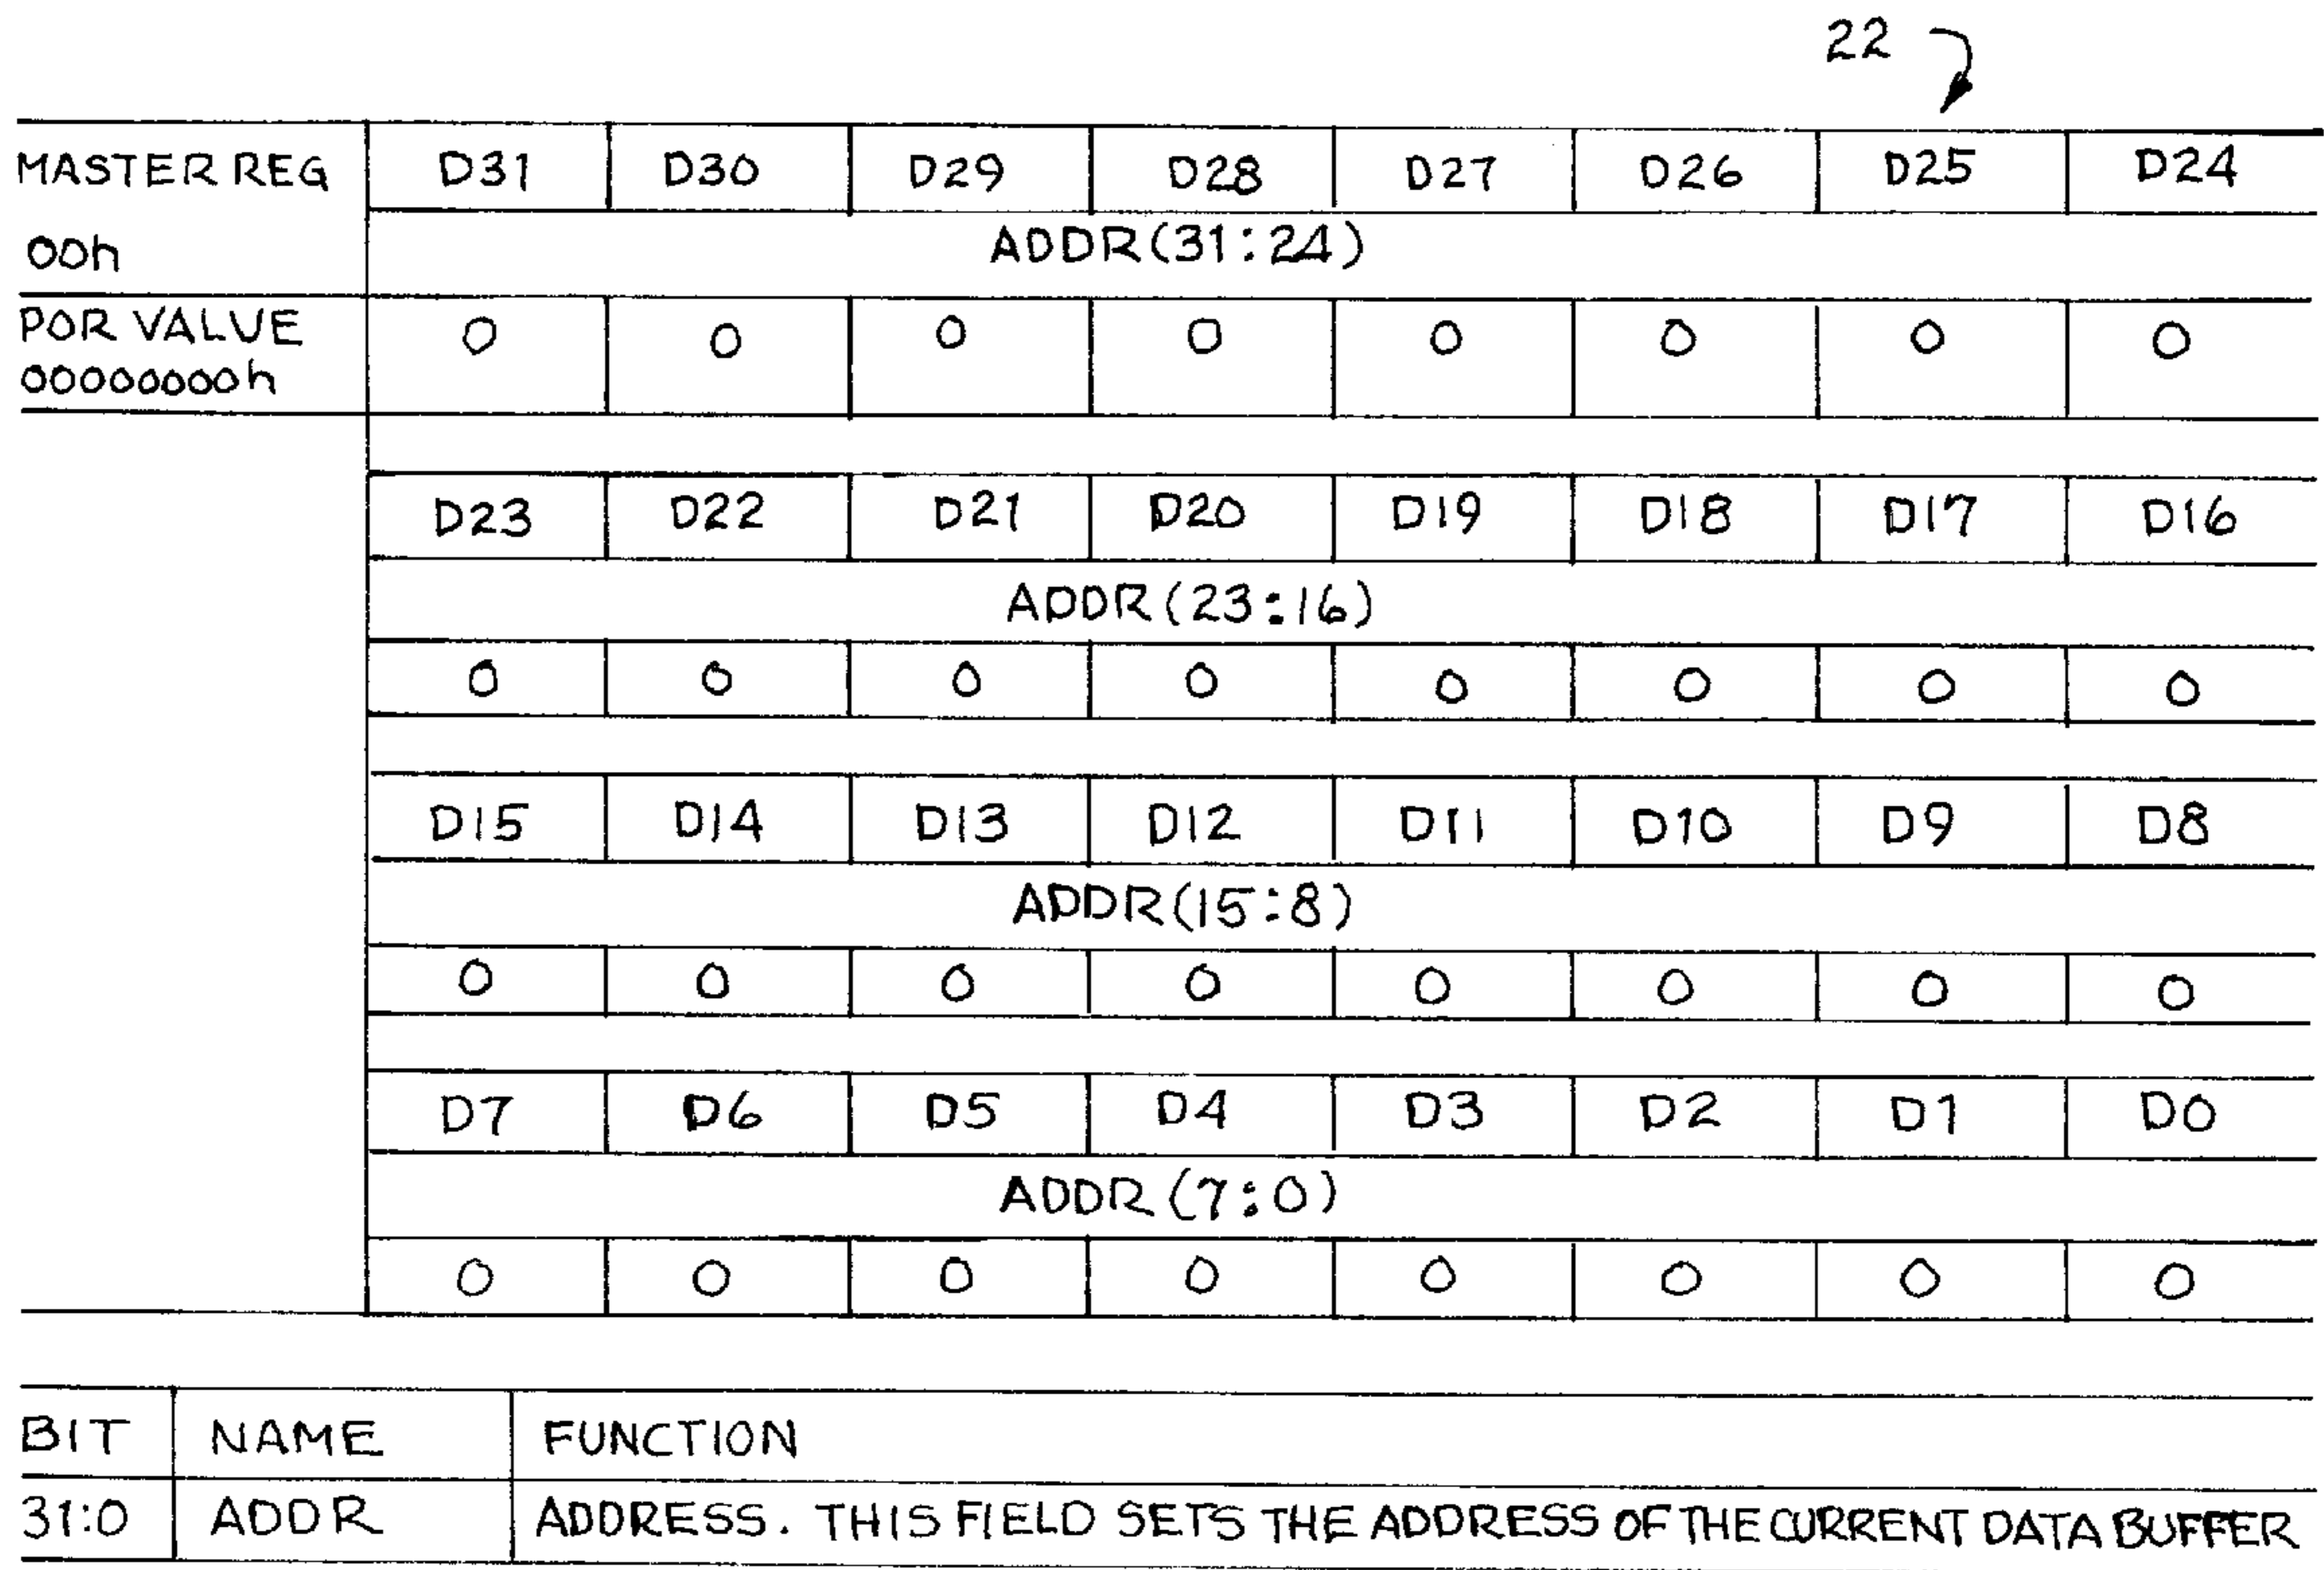 22
MASTER REG D31 D30 D29 D28 D27 D26 D25 D24
00h ADDR(31:24)
POR VALUE 0 0 0 0 0 0 0 0
00000000h
D23 D22 D21 D20 D19 D18 D17 D16
ADDR(23:16)
0 0 0 0 0 0 0 0
D15 D14 D13 D12 D11 D10 D9 D8
ADDR(15:8)
0 0 0 0 0 0 0 0
D7 D6 D5 D4 D3 D2 D1 D0
ADDR(7:0)
0 0 0 0 0 0 0 0
BIT NAME FUNCTION
31:0 ADDR ADDRESS. THIS FIELD SETS THE ADDRESS OF THE CURRENT DATA BUFFER